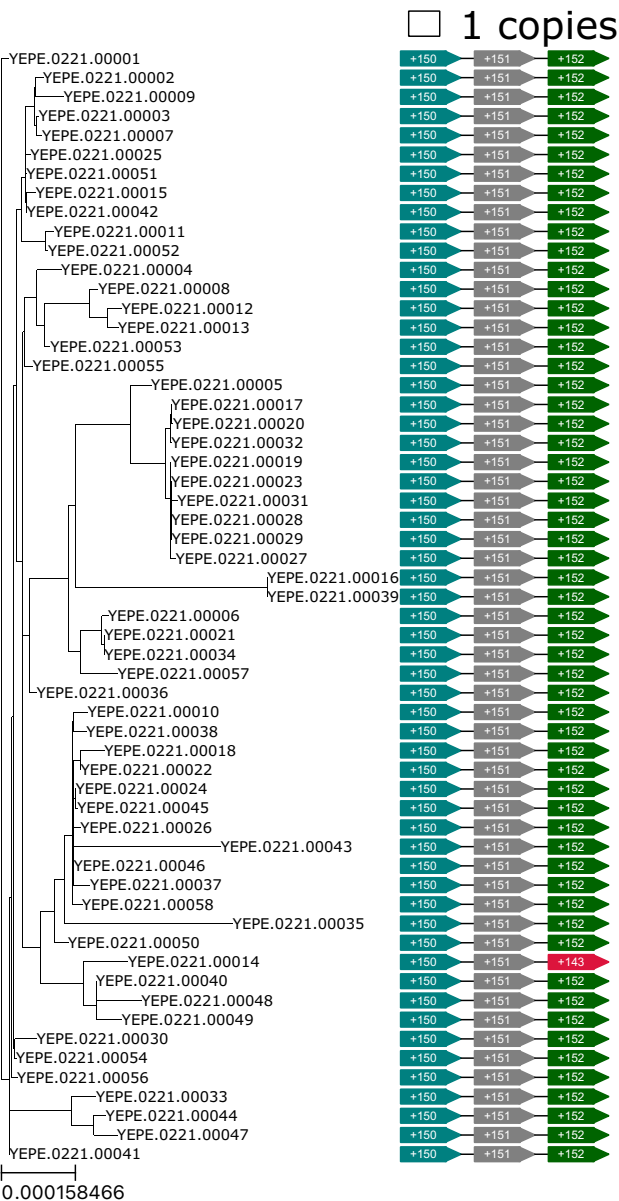 1 copies
YEPE.0221.00001 +150 +151 +152
YEPE.0221.00002 +150 +151 +152
YEPE.0221.00009 +150 +151 +152
YEPE.0221.00003 +150 +151 +152
YEPE.0221.00007 +150 +151 +152
YEPE.0221.00025 +150 +151 +152
YEPE.0221.00051 +150 +151 +152
YEPE.0221.00015 +150 +151 +152
YEPE.0221.00042 +150 +151 +152
YEPE.0221.00011 +150 +151 +152
YEPE.0221.00052 +150 +151 +152
YEPE.0221.00004 +150 +151 +152
YEPE.0221.00008 +150 +151 +152
YEPE.0221.00012 +150 +151 +152
YEPE.0221.00013 +150 +151 +152
YEPE.0221.00053 +150 +151 +152
YEPE.0221.00055 +150 +151 +152
YEPE.0221.00005 +150 +151 +152
YEPE.0221.00017 +150 +151 +152
YEPE.0221.00020 +150 +151 +152
YEPE.0221.00032 +150 +151 +152
YEPE.0221.00019 +150 +151 +152
YEPE.0221.00023 +150 +151 +152
YEPE.0221.00031 +150 +151 +152
YEPE.0221.00028 +150 +151 +152
YEPE.0221.00029 +150 +151 +152
YEPE.0221.00027 +150 +151 +152
YEPE.0221.00016 +150 +151 +152
YEPE.0221.00039 +150 +151 +152
YEPE.0221.00006 +150 +151 +152
YEPE.0221.00021 +150 +151 +152
YEPE.0221.00034 +150 +151 +152
YEPE.0221.00057 +150 +151 +152
YEPE.0221.00036 +150 +151 +152
YEPE.0221.00010 +150 +151 +152
YEPE.0221.00038 +150 +151 +152
YEPE.0221.00018 +150 +151 +152
YEPE.0221.00022 +150 +151 +152
YEPE.0221.00024 +150 +151 +152
YEPE.0221.00045 +150 +151 +152
YEPE.0221.00026 +150 +151 +152
YEPE.0221.00043 +150 +151 +152
YEPE.0221.00046 +150 +151 +152
YEPE.0221.00037 +150 +151 +152
YEPE.0221.00058 +150 +151 +152
YEPE.0221.00035 +150 +151 +152
YEPE.0221.00050 +150 +151 +152
YEPE.0221.00014 +150 +151 +143
YEPE.0221.00040 +150 +151 +152
YEPE.0221.00048 +150 +151 +152
YEPE.0221.00049 +150 +151 +152
YEPE.0221.00030 +150 +151 +152
YEPE.0221.00054 +150 +151 +152
YEPE.0221.00056 +150 +151 +152
YEPE.0221.00033 +150 +151 +152
YEPE.0221.00044 +150 +151 +152
YEPE.0221.00047 +150 +151 +152
YEPE.0221.00041 +150 +151 +152
0.000158466